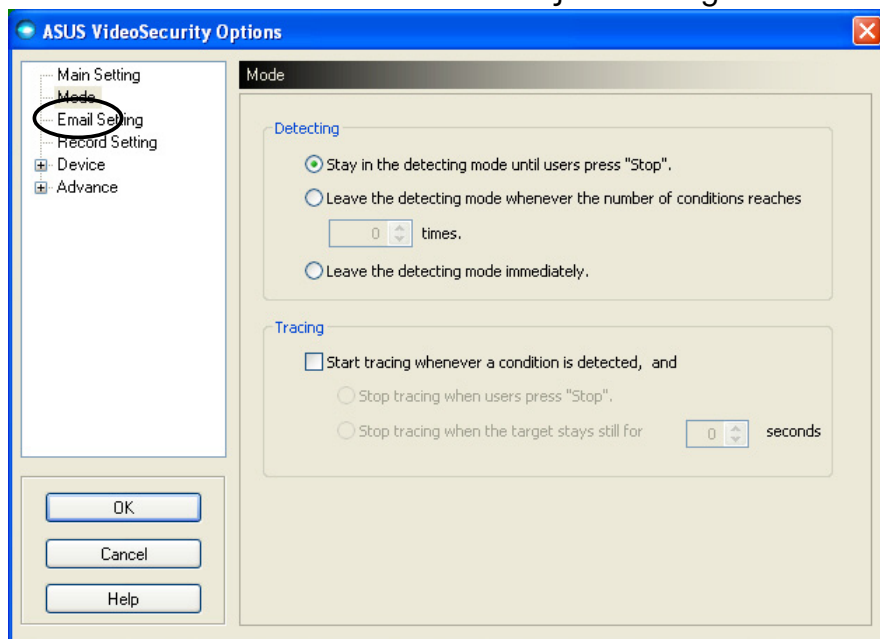 ASUS VideoSecurity Options
Main Setting
Mode
Email Setting
Record Setting
Device
Advance
OK
Cancel
Help
Mode
Detecting
Stay in the detecting mode until users press "Stop".
Leave the detecting mode whenever the number of conditions reaches
0 times.
Leave the detecting mode immediately.
Tracing
Start tracing whenever a condition is detected, and
Stop tracing when users press "Stop".
Stop tracing when the target stays still for 0 seconds